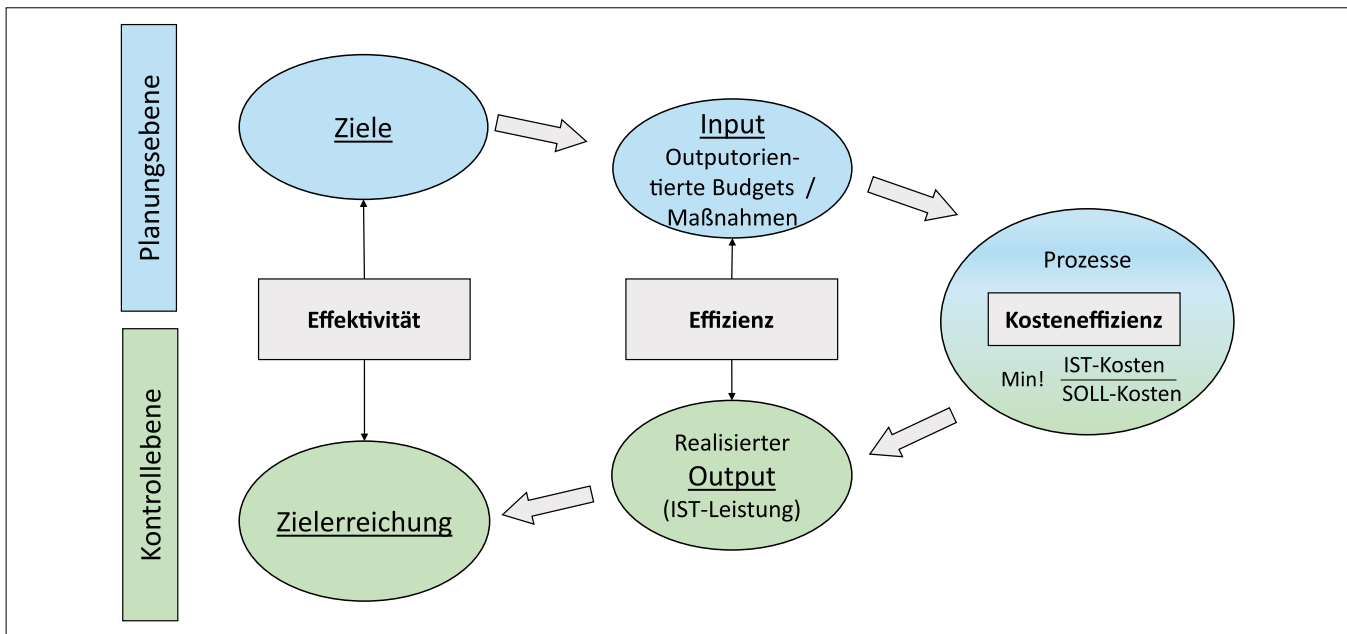 Planungsebene
Ziele
Input
Outputorien-
tierte Budgets /
Maßnahmen
Prozesse
Effektivität
Effizienz
Kosteneffizienz
Min! IST-Kosten
SOLL-Kosten
Kontrollebene
Realisierter
Output
(IST-Leistung)
Zielerreichung